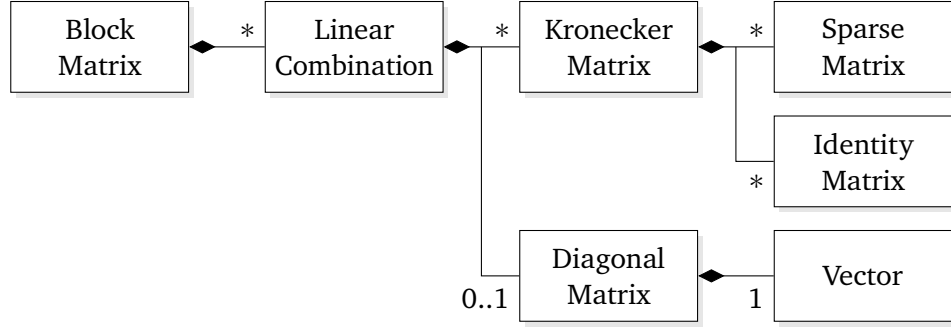 Block
Matrix
*
Linear
Combination
*
Kronecker
Matrix
*
Sparse
Matrix
*
Identity
Matrix
0..1
Diagonal
Matrix
1
Vector